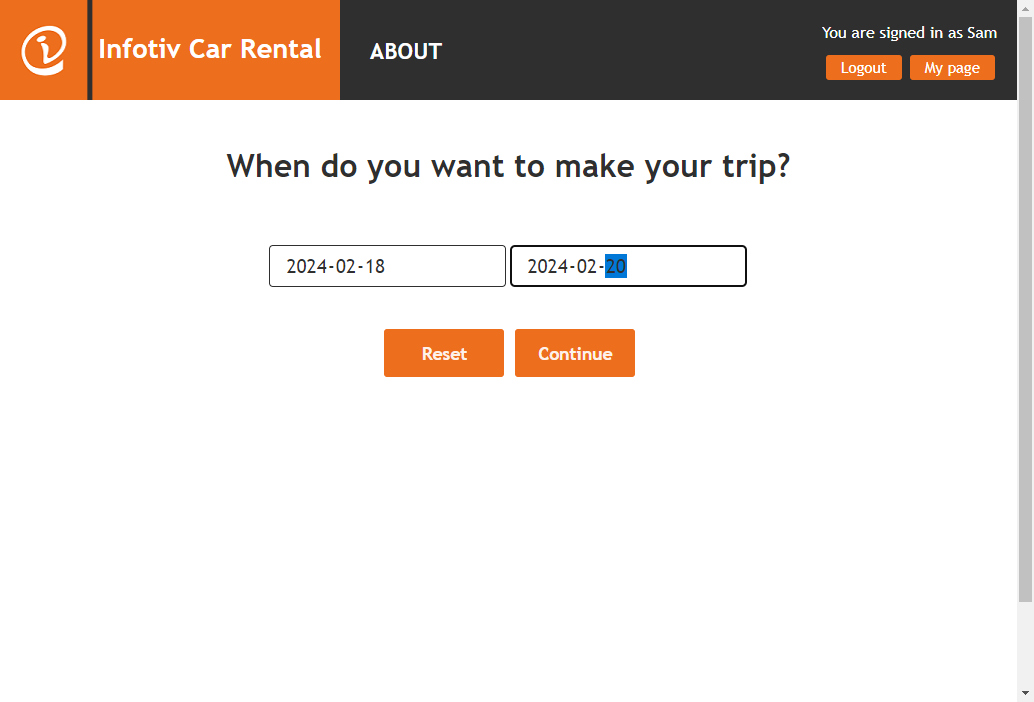 Infotiv Car Rental
ABOUT
You are signed in as Sam
Logout
My page
When do you want to make your trip?
2024-02-18
2024-02-20
Reset
Continue